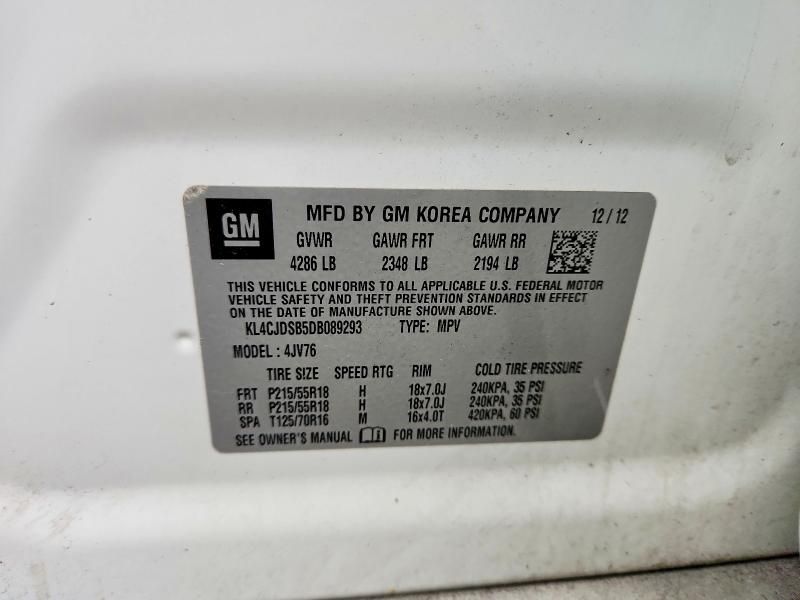 GM MFD BY GM KOREA COMPANY 12/12
GVWR GAWR FRT GAWR RR
4286 LB 2348 LB 2194 LB
THIS VEHICLE CONFORMS TO ALL APPLICABLE U.S. FEDERAL MOTOR
VEHICLE SAFETY AND THEFT PREVENTION STANDARDS IN EFFECT
ON THE DATE OF MANUFACTURE SHOWN ABOVE.
KL4CJDSB5DB089293 TYPE: MPV
MODEL: 4JV76
TIRE SIZE SPEED RTG RIM COLD TIRE PRESSURE
FRT P215/55R18 H 18x7.0J 240KPA, 35 PSI
RR P215/55R18 H 18x7.0J 240KPA, 35 PSI
SPA T125/70R16 M 16x4.0T 420KPA, 60 PSI
SEE OWNER'S MANUAL FOR MORE INFORMATION.